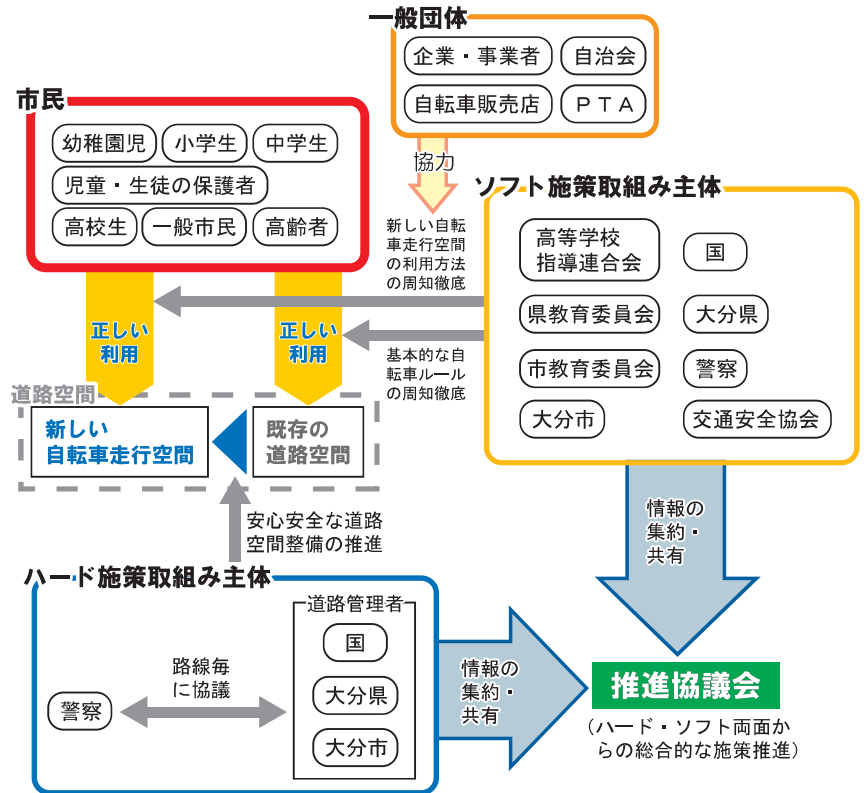 一般団体
企業・事業者
自治会
自転車販売店
PTA
協力
市民
幼稚園児
小学生
中学生
児童・生徒の保護者
高校生
一般市民
高齢者
ソフト施策取組み主体
高等学校
指導連合会
国
県教育委員会
大分県
市教育委員会
警察
大分市
交通安全協会
新しい自転
車走行空間
の利用方法
の周知徹底
基本的な自
転車ルール
の周知徹底
正しい
利用
正しい
利用
道路空間
新しい
自転車走行空間
既存の
道路空間
安心安全な道路
空間整備の推進
ハード施策取組み主体
警察
路線毎
に協議
道路管理者
国
大分県
大分市
情報の
集約・
共有
情報の
集約・
共有
推進協議会
(ハード・ソフト両面か
らの総合的な施策推進)